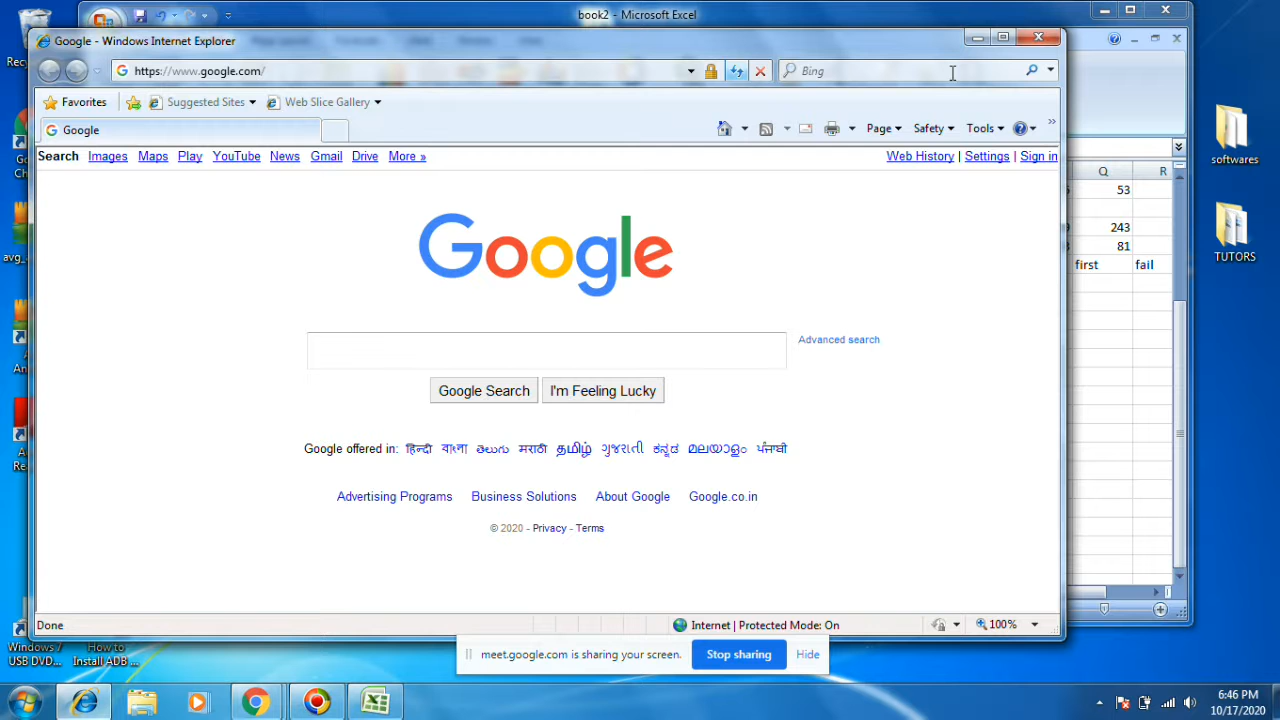 book2 - Microsoft Excel
Google - Windows Internet Explorer
https://www.google.com/
Bing
Favorites
Suggested Sites
Web Slice Gallery
Google
Page
Safety
Tools
Search Images Maps Play YouTube News Gmail Drive More »
Web History | Settings | Sign in
Google
Advanced search
Google Search
I'm Feeling Lucky
Google offered in: हिन्दी বাংলা తెలుగు मराठी தமிழ் ગુજરાતી ಕನ್ನಡ മലയാളം ਪੰਜਾਬੀ
Advertising Programs Business Solutions About Google Google.co.in
© 2020 - Privacy - Terms
Done
Internet | Protected Mode: On
100%
Q R
53
243
81
first fail
softwares
TUTORS
avg_
Windows 7
USB DVD...
How to
Install ADB ...
meet.google.com is sharing your screen.
Stop sharing
Hide
6:46 PM
10/17/2020